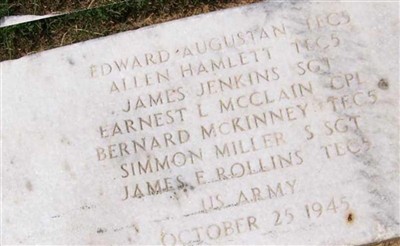 EDWARD AUGUSTAN TEC5
ALLEN HAMLETT TEC5
JAMES JENKINS SGT
EARNEST L MCCLAIN CPL
BERNARD MCKINNEY TEC5
SIMMON MILLER S SGT
JAMES E ROLLINS TEC5
US ARMY
OCTOBER 25 1945